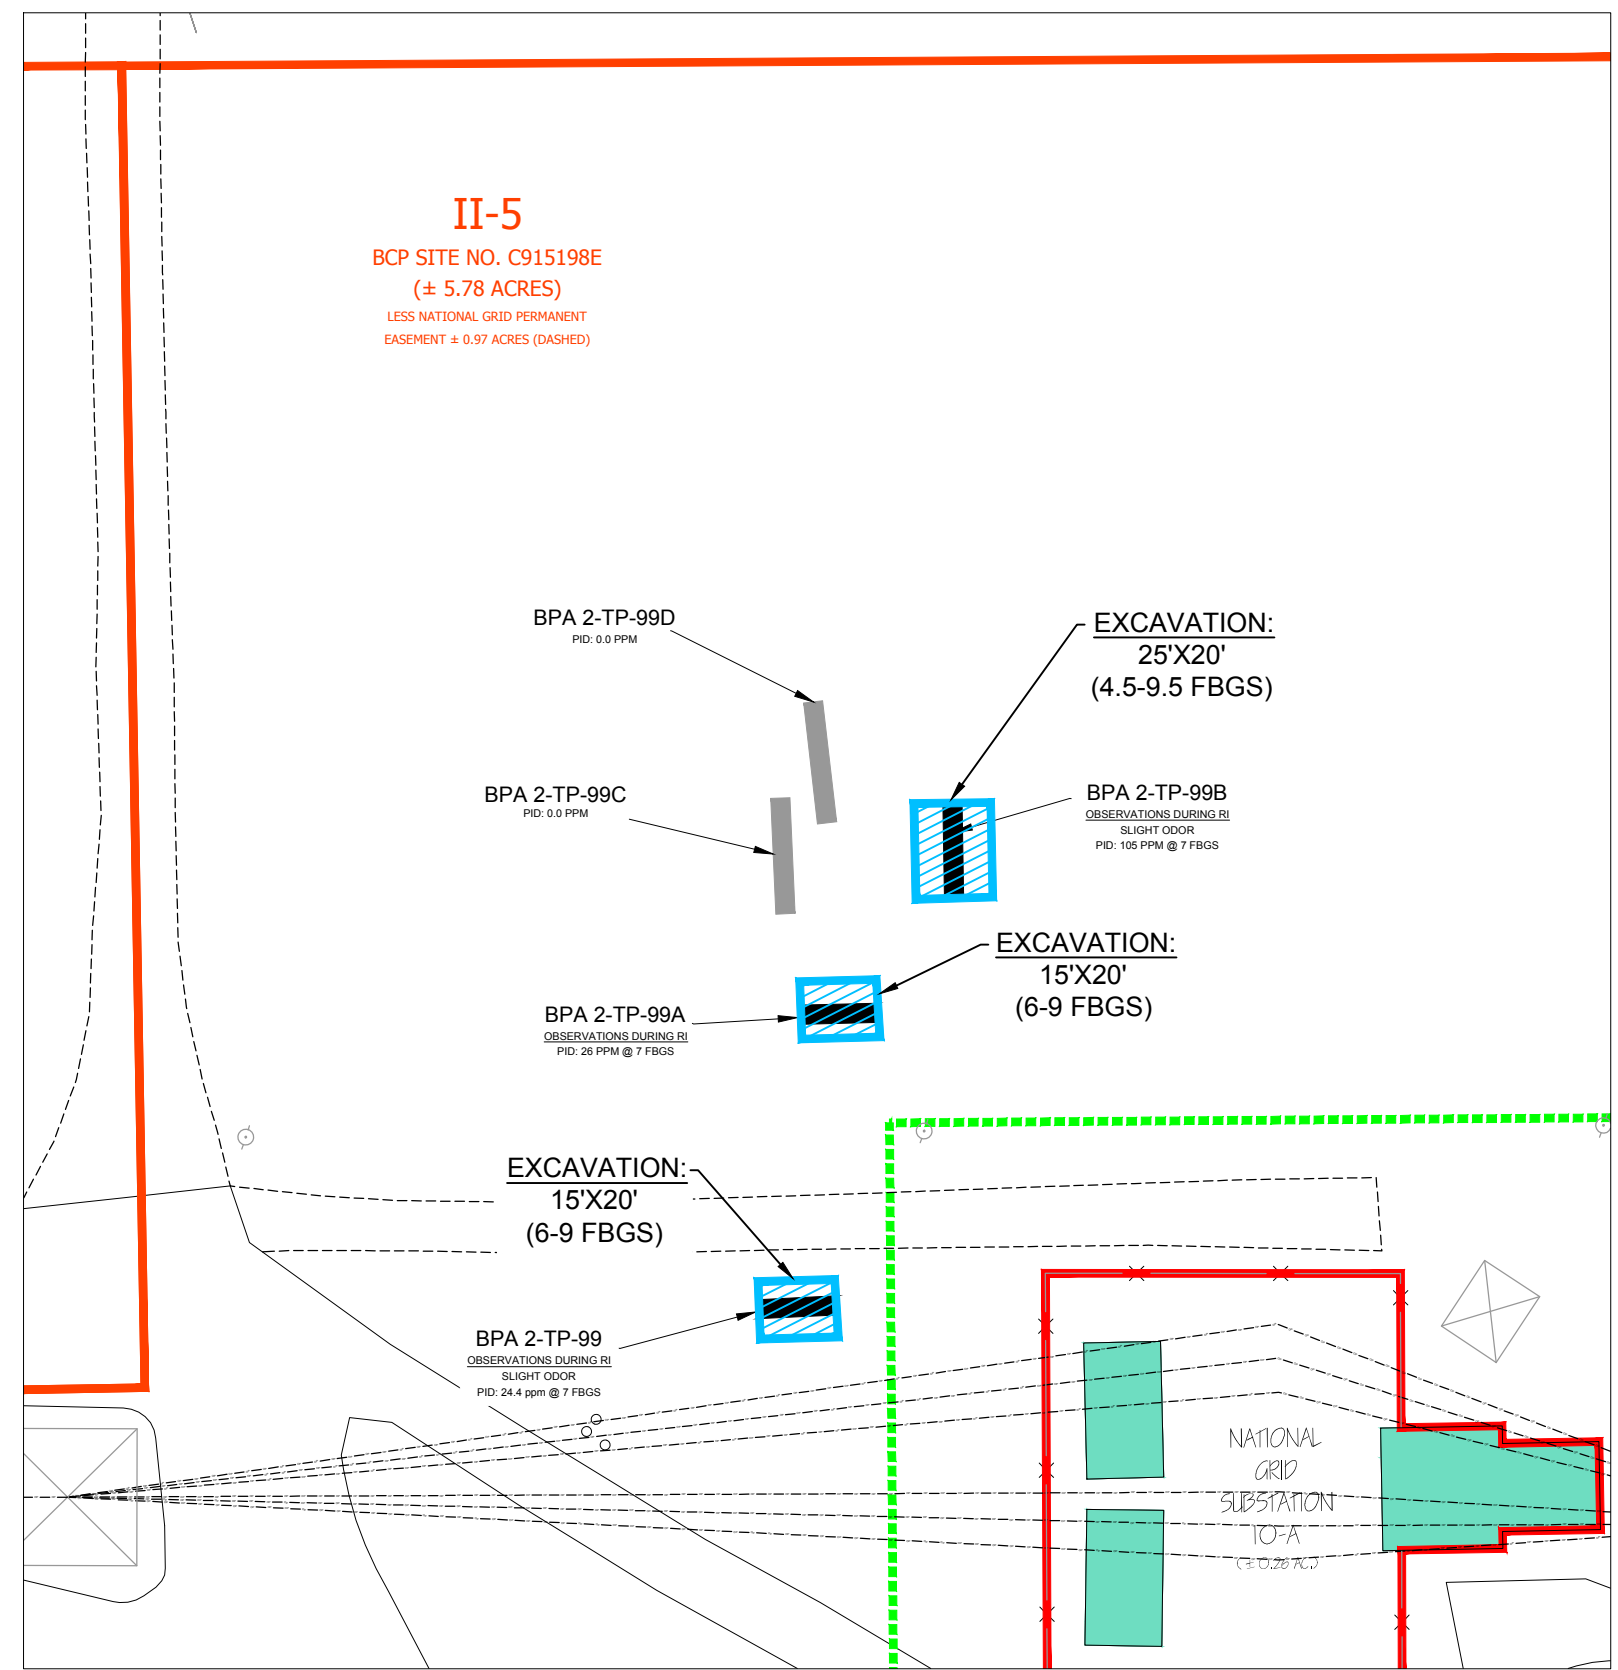 II-5
BCP SITE NO. C915198E
(± 5.78 ACRES)
LESS NATIONAL GRID PERMANENT
EASEMENT ± 0.97 ACRES (DASHED)
BPA 2-TP-99D
PID: 0.0 PPM
EXCAVATION:
25'X20'
(4.5-9.5 FBGS)
BPA 2-TP-99C
PID: 0.0 PPM
BPA 2-TP-99B
OBSERVATIONS DURING RI
SLIGHT ODOR
PID: 105 PPM @ 7 FBGS
EXCAVATION:
15'X20'
(6-9 FBGS)
BPA 2-TP-99A
OBSERVATIONS DURING RI
PID: 26 PPM @ 7 FBGS
EXCAVATION:
15'X20'
(6-9 FBGS)
BPA 2-TP-99
OBSERVATIONS DURING RI
SLIGHT ODOR
PID: 24.4 ppm @ 7 FBGS
NATIONAL
GRID
SUBSTATION
10-A
(± 0.26 AC.)